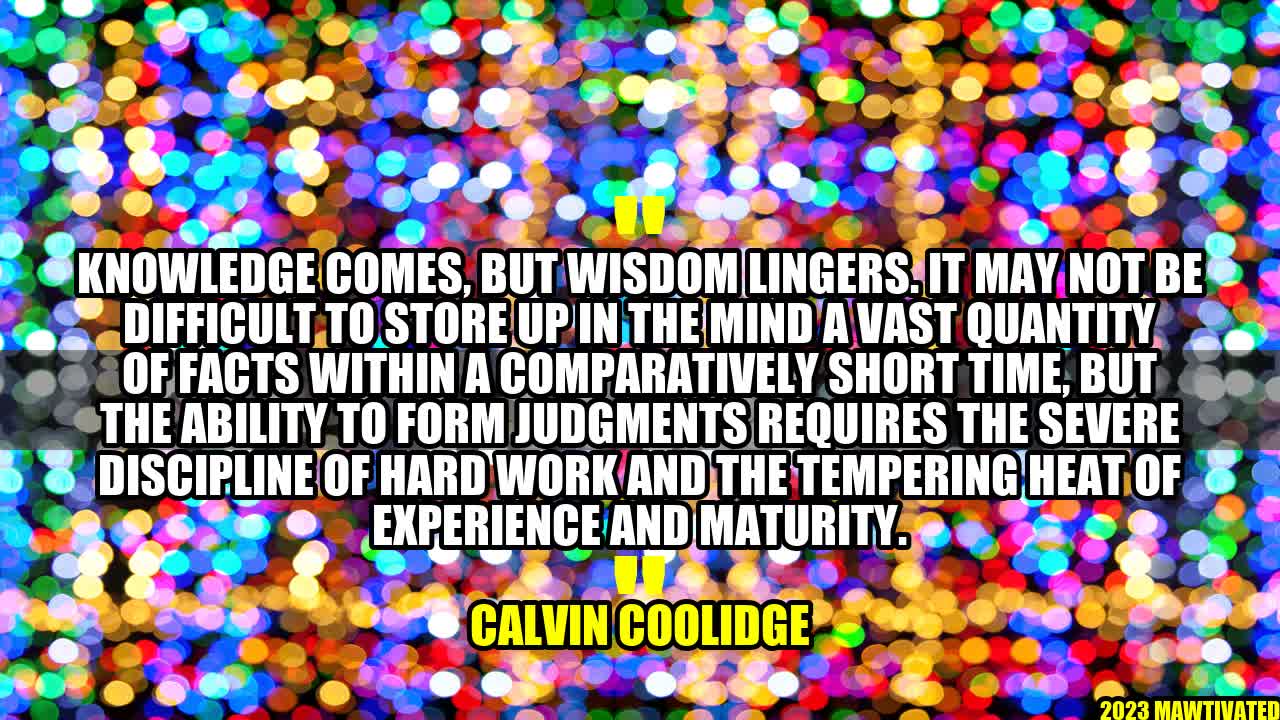 "
KNOWLEDGE COMES, BUT WISDOM LINGERS. IT MAY NOT BE
DIFFICULT TO STORE UP IN THE MIND A VAST QUANTITY
OF FACTS WITHIN A COMPARATIVELY SHORT TIME, BUT
THE ABILITY TO FORM JUDGMENTS REQUIRES THE SEVERE
DISCIPLINE OF HARD WORK AND THE TEMPERING HEAT OF
EXPERIENCE AND MATURITY.
"
CALVIN COOLIDGE
2023 MAWTIVATED